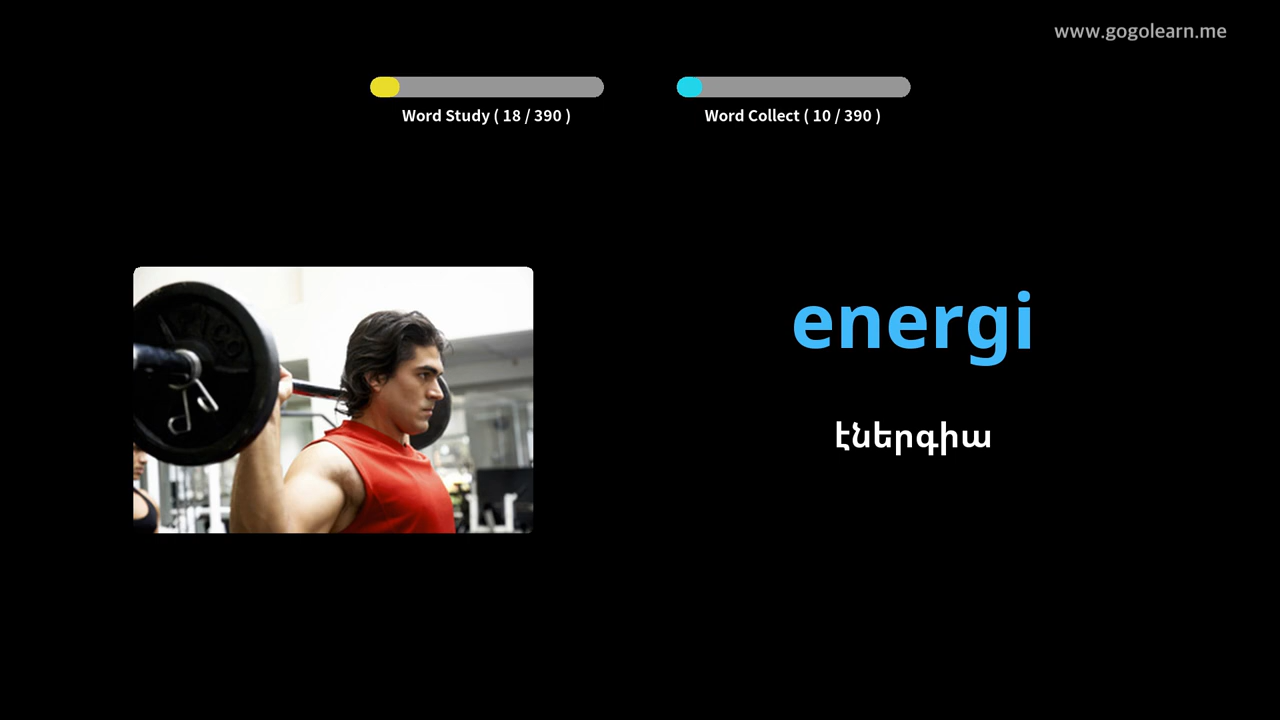 www.gogolearn.me
Word Study ( 18 / 390 )
Word Collect ( 10 / 390 )
energi
էներգիա